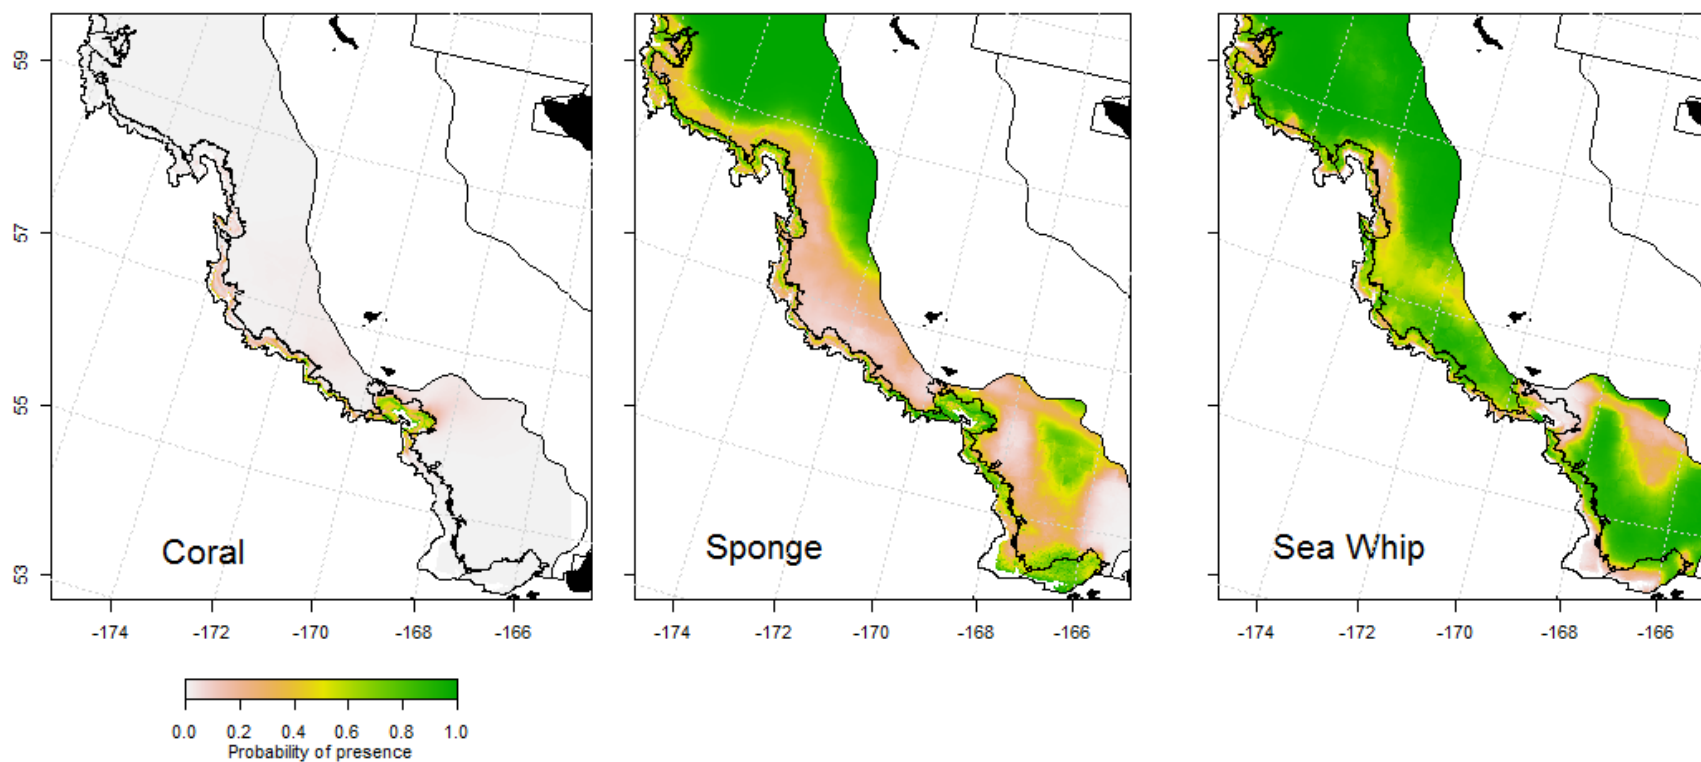 59
57
55
53
Coral
Sponge
Sea Whip
-174 -172 -170 -168 -166
-174 -172 -170 -168 -166
-174 -172 -170 -168 -166
0.0 0.2 0.4 0.6 0.8 1.0
Probability of presence